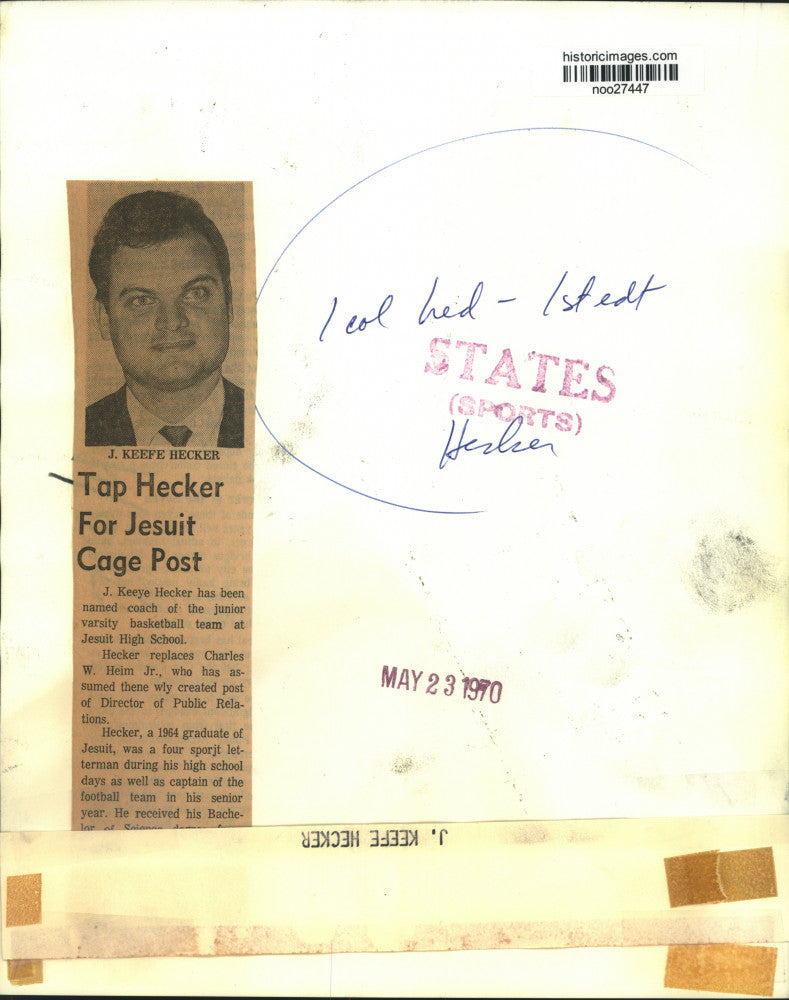 historicimages.com
noo27447
1 col hed - 1st edt
STATES
(SPORTS)
Hecker
J. KEEFE HECKER
Tap Hecker
For Jesuit
Cage Post
J. Keeye Hecker has been
named coach of the junior
varsity basketball team at
Jesuit High School.
Hecker replaces Charles
W. Heim Jr., who has as-
sumed thene wly created post
of Director of Public Rela-
tions.
Hecker, a 1964 graduate of
Jesuit, was a four sporjt let-
terman during his high school
days as well as captain of the
football team in his senior
year. He received his Bache-
lor of Science degree
MAY 23 1970
J. KEEFE HECKER